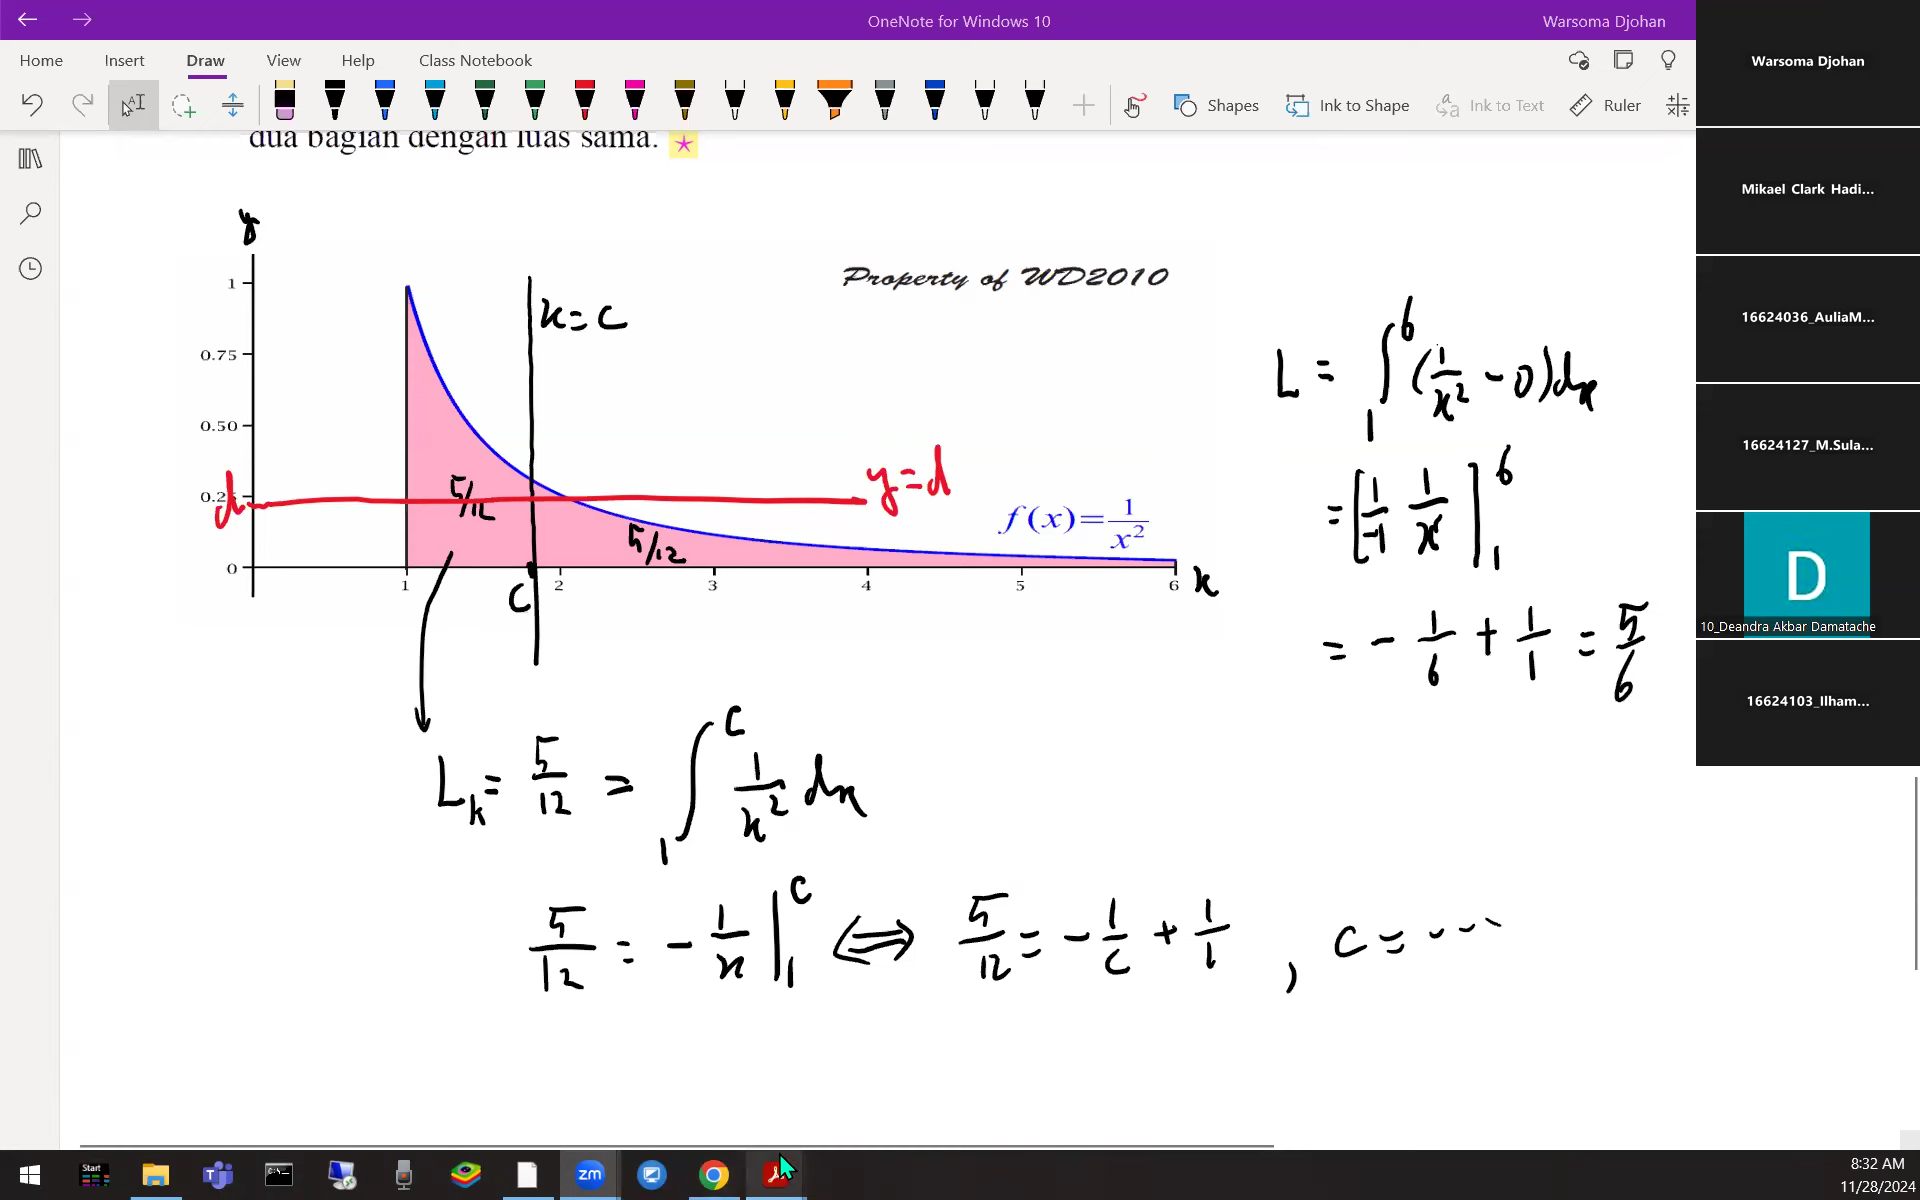 OneNote for Windows 10
Warsoma Djohan
Home Insert Draw View Help Class Notebook
Shapes Ink to Shape Ink to Text Ruler
dua bagian dengan luas sama.
y
Property of WD2010
1
0.75
0.50
0.25
0
x = c
d
y = d
5/12
5/12
f(x) = 1/x²
1 2 3 4 5 6 x
c
L = ∫₁⁶ (1/x² - 0) dx
= [1/-1 1/x]₁⁶
= - 1/6 + 1/1 = 5/6
Lk = 5/12 = ∫₁ᶜ 1/x² dx
5/12 = - 1/x |₁ᶜ ⟺ 5/12 = - 1/c + 1/1 , c = ...
Warsoma Djohan
Mikael Clark Hadi...
16624036_AuliaM...
16624127_M.Sula...
D
10_Deandra Akbar Damatache
16624103_Ilham...
Start
zm
8:32 AM
11/28/2024